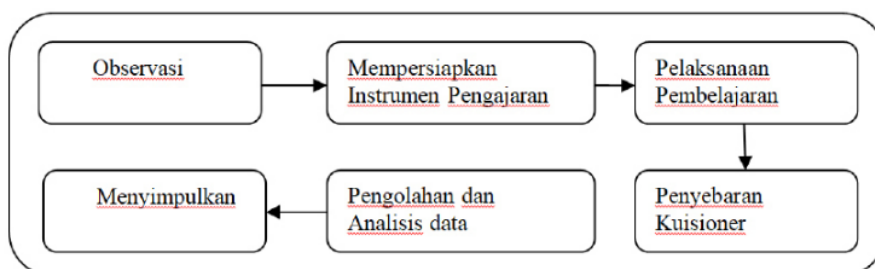 Observasi
Mempersiapkan
Instrumen Pengajaran
Pelaksanaan
Pembelajaran
Penyebaran
Kuisioner
Pengolahan dan
Analisis data
Menyimpulkan